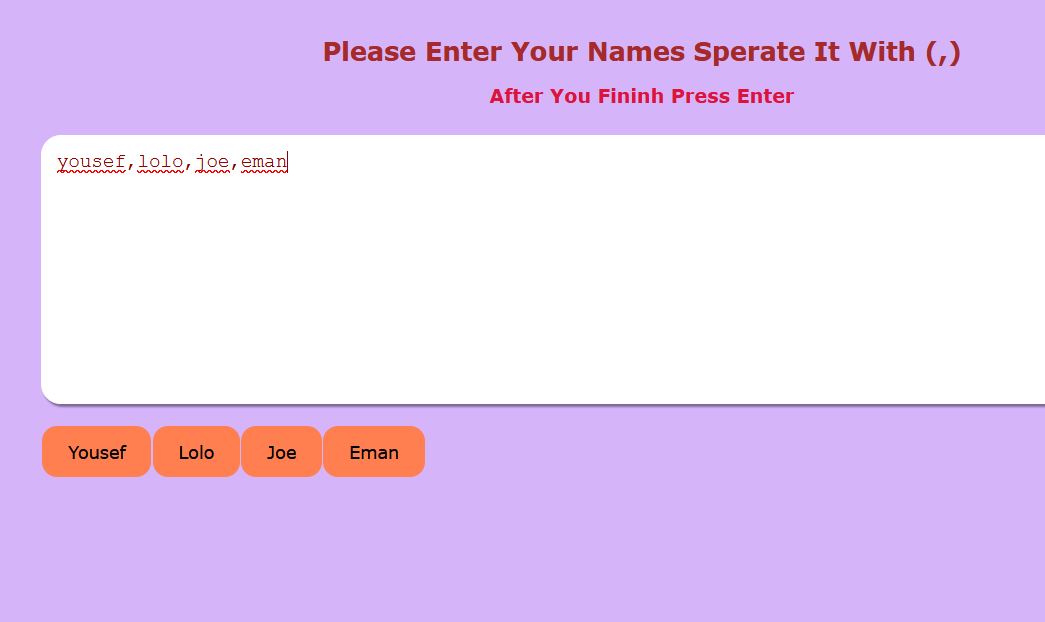 Please Enter Your Names Sperate It With (,)
After You Fininh Press Enter
yousef,lolo,joe,eman
Yousef Lolo Joe Eman